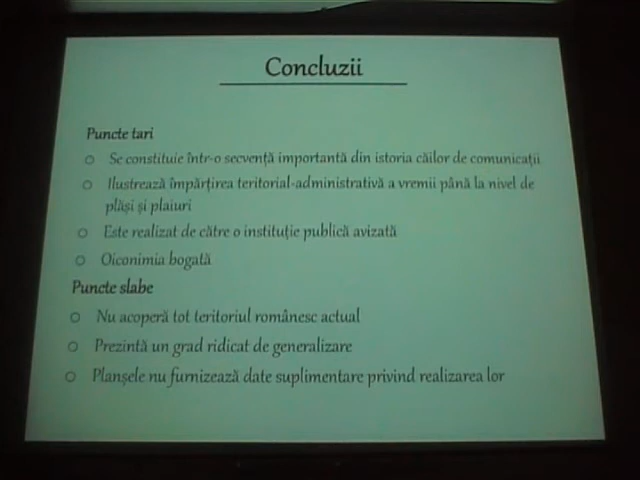 Concluzii
Puncte tari
Se constituie într-o secvență importantă din istoria căilor de comunicații
Ilustrează împărțirea teritorial-administrativă a vremii până la nivel de
plăși și plaiuri
Este realizat de către o instituție publică avizată
Oiconimia bogată
Puncte slabe
Nu acoperă tot teritoriul românesc actual
Prezintă un grad ridicat de generalizare
Planșele nu furnizează date suplimentare privind realizarea lor